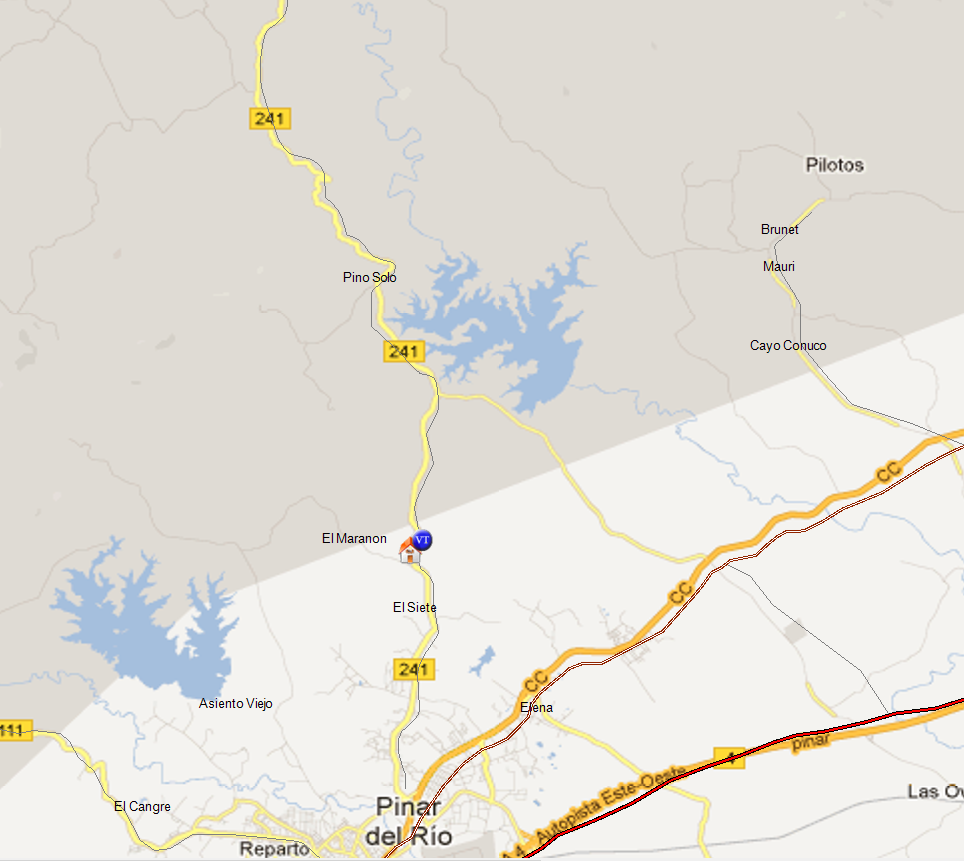 241
Pilotos
Brunet
Mauri
Pino Solo
Cayo Conuco
241
CC
El Maranon
VT
CC
El Siete
241
CC
Asiento Viejo
Elena
111
pinar
4
Autopista Este-Oeste
Las Ov
El Cangre
Pinar
del Río
Reparto
A4